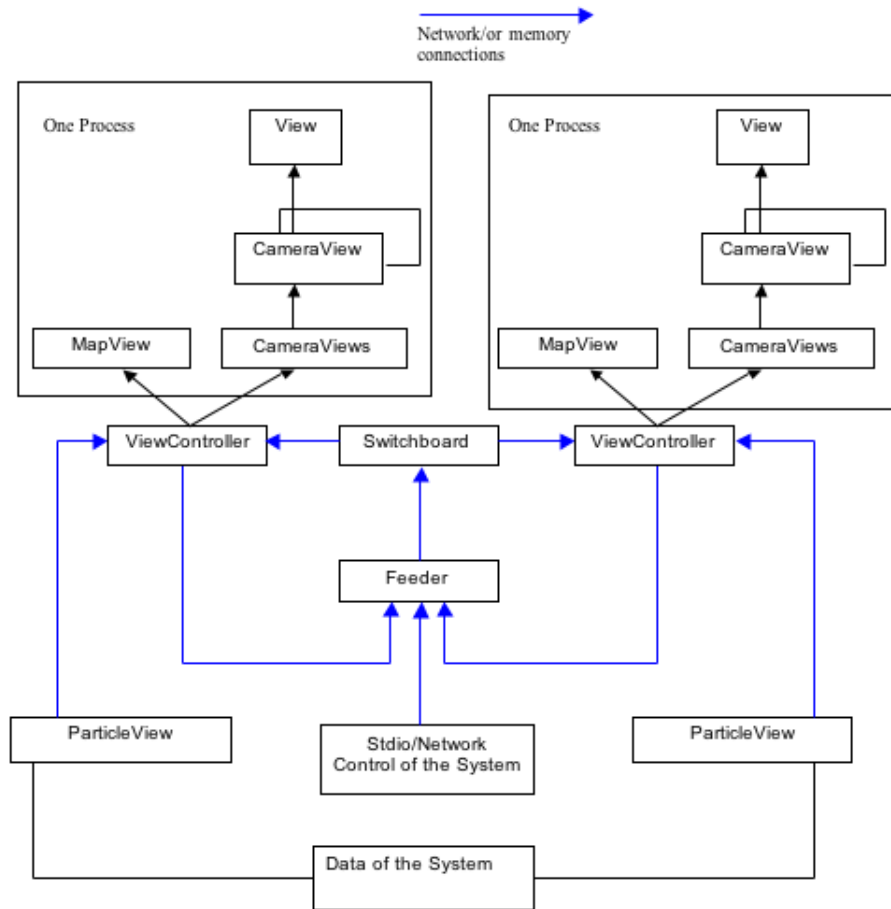 Network/or memory
connections
One Process
View
CameraView
MapView
CameraViews
One Process
View
CameraView
MapView
CameraViews
ViewController
Switchboard
ViewController
Feeder
ParticleView
Stdio/Network
Control of the System
ParticleView
Data of the System